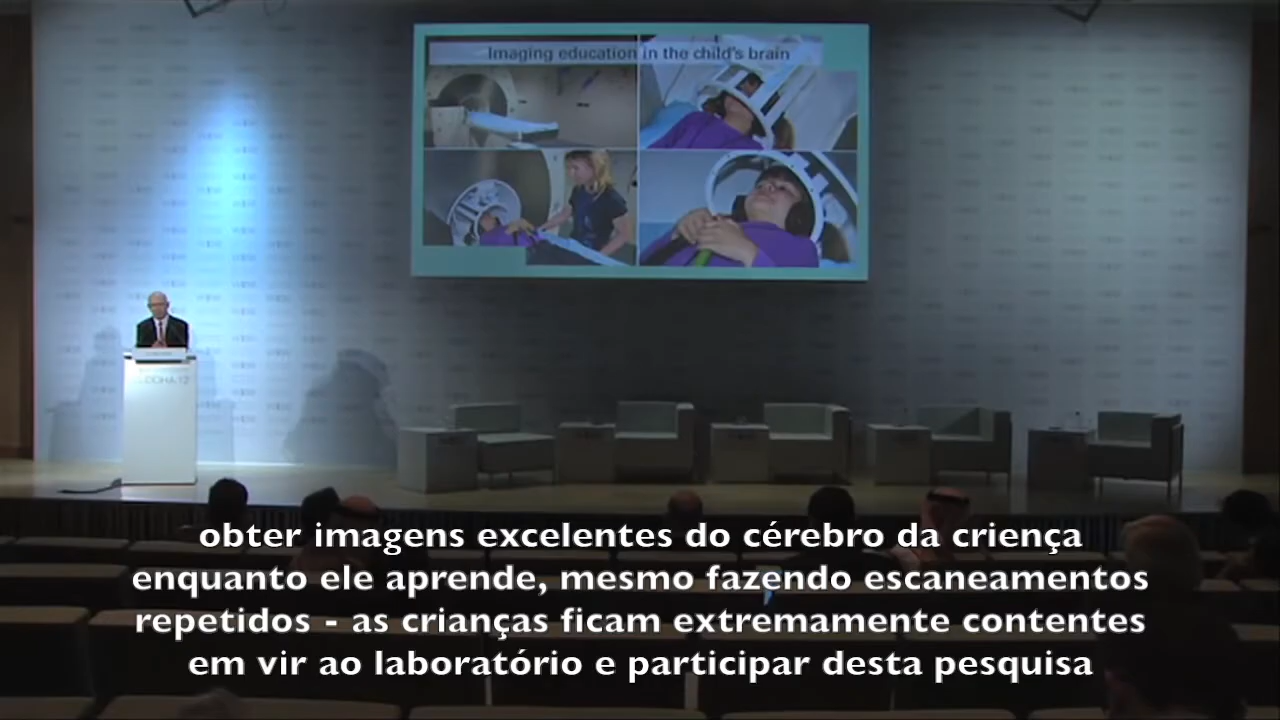 Imaging education in the child's brain
DOHA 12
obter imagens excelentes do cérebro da criença
enquanto ele aprende, mesmo fazendo escaneamentos
repetidos - as crianças ficam extremamente contentes
em vir ao laboratório e participar desta pesquisa